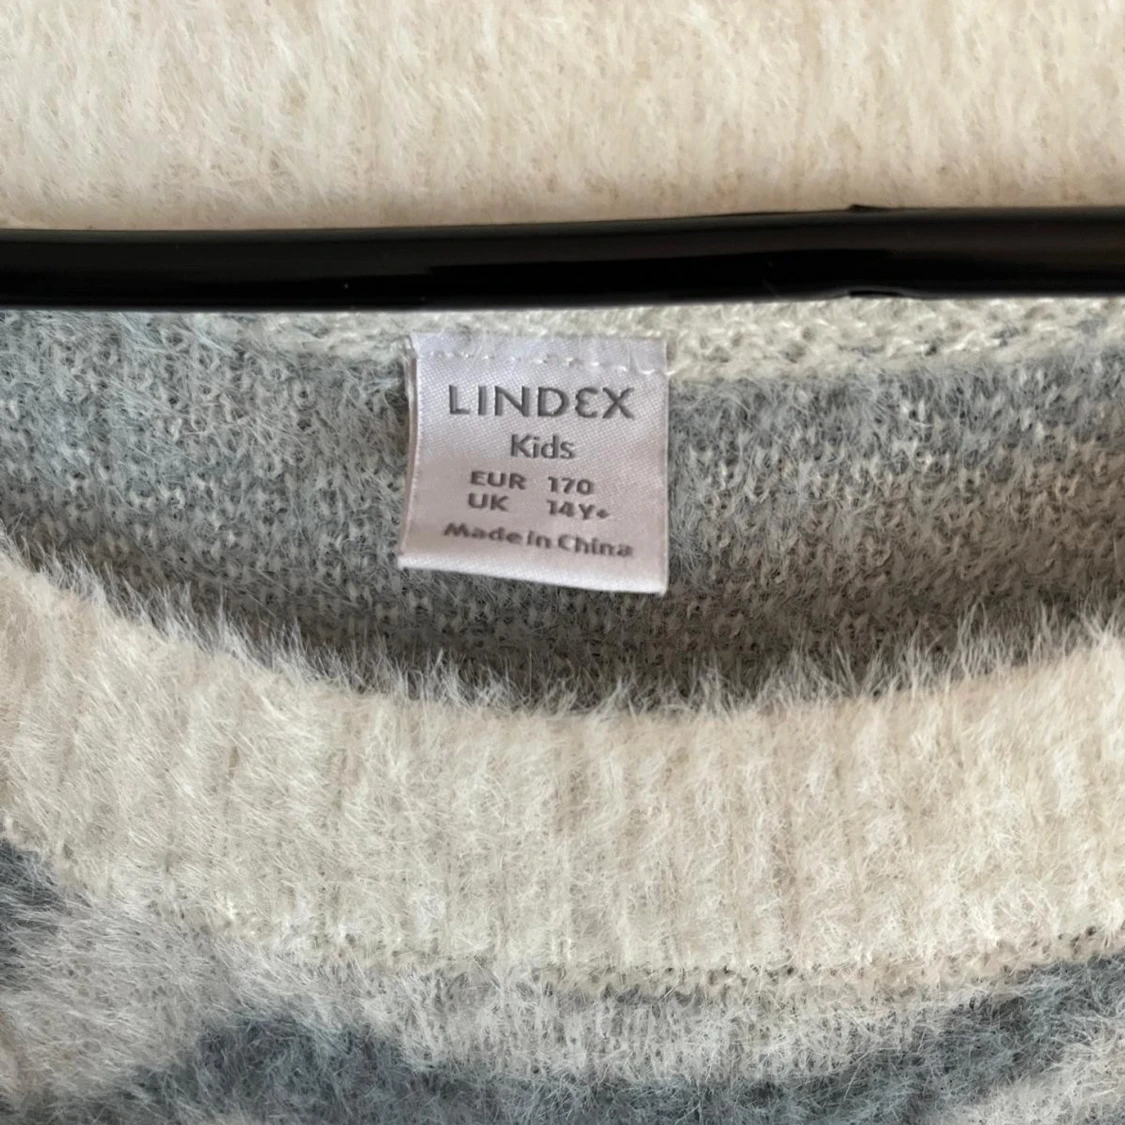 LINDEX
Kids
EUR 170
UK 14Y+
Made in China